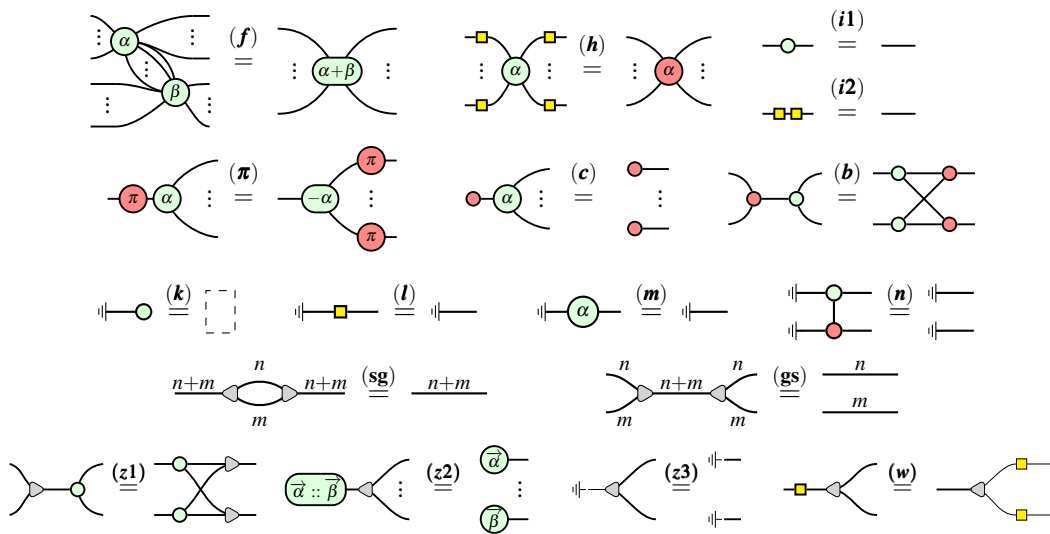 α (f) = α+β (h) α = α (i1) =
β (i2) =
π α (π) = −α π π α (c) = (b) =
(k) = (l) = α (m) = (n) =
n+m n m n+m (sg) = n+m n m n+m n m (gs) = n m
(z1) = α⃗ :: β⃗ (z2) = α⃗ β⃗ (z3) = (w) =